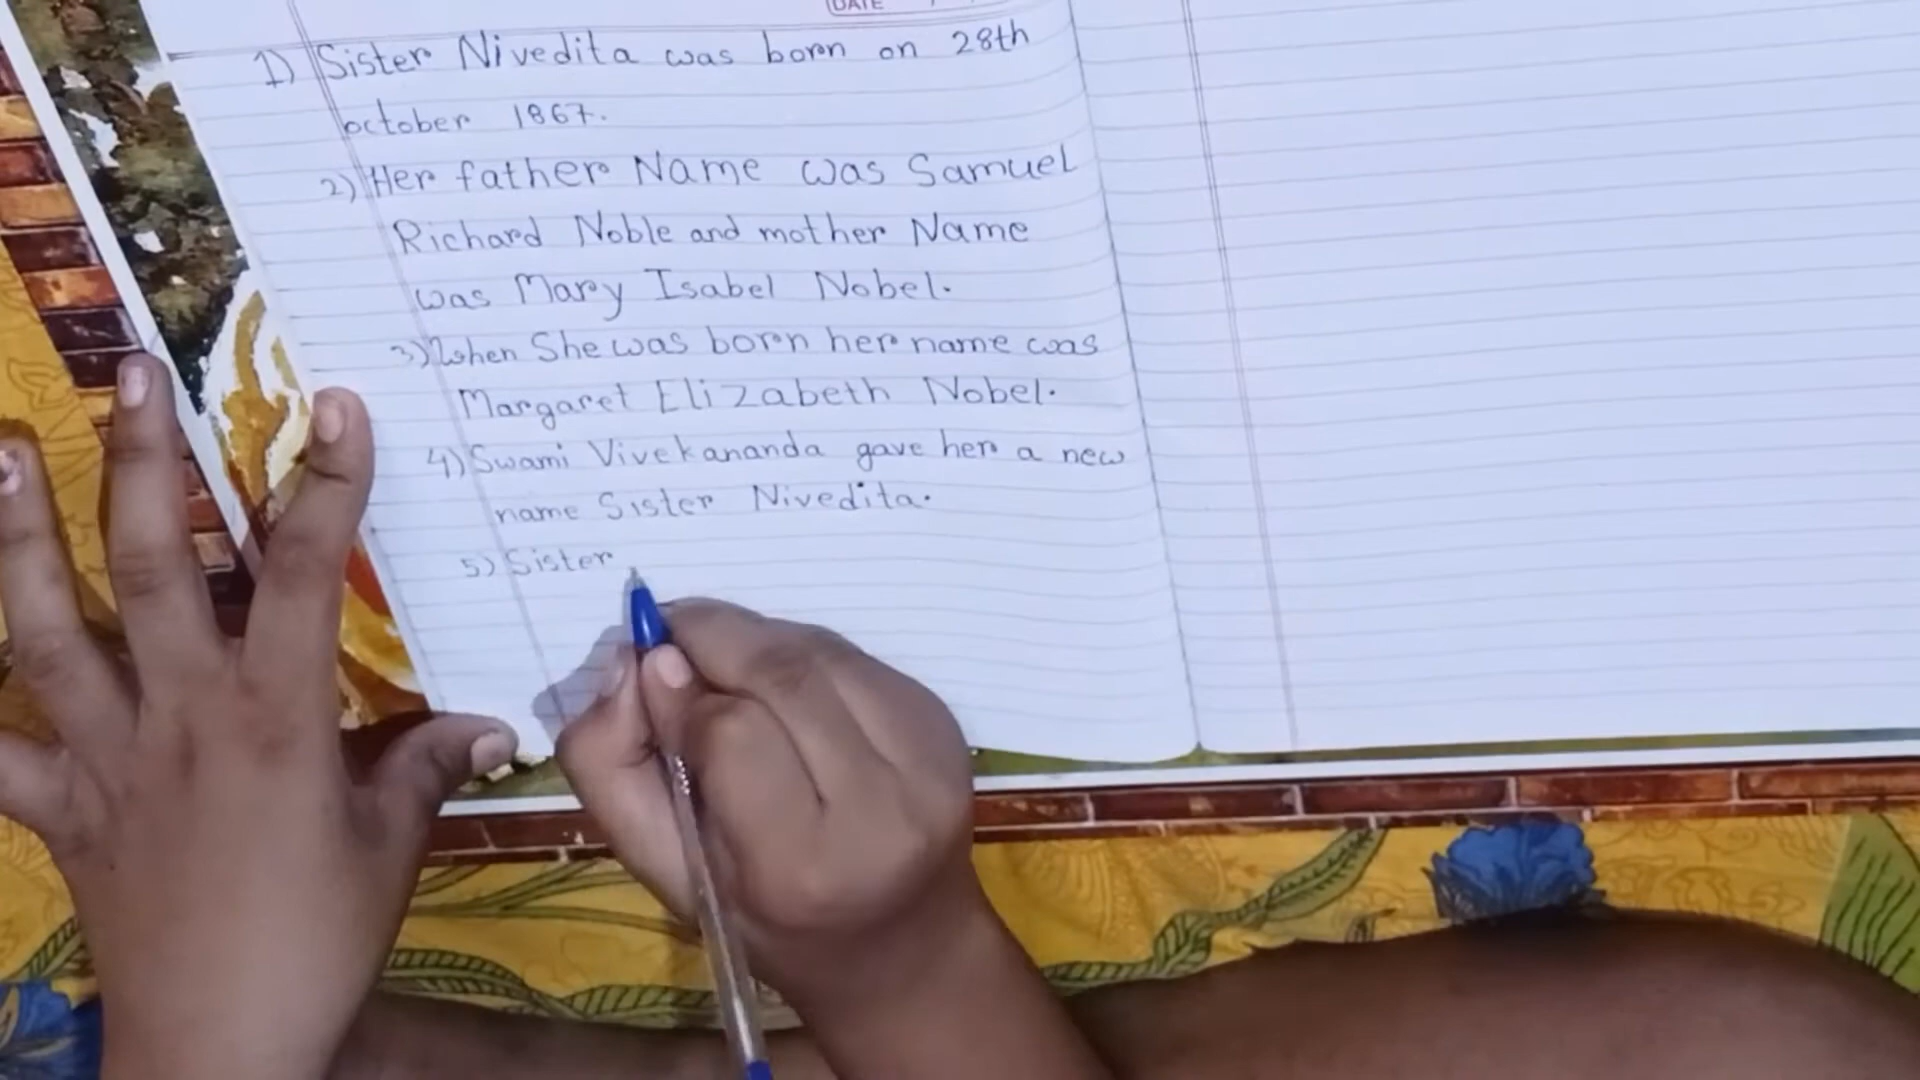 DATE
1) Sister Nivedita was born on 28th
october 1867.
2) Her father Name was Samuel
Richard Noble and mother Name
was Mary Isabel Nobel.
3) When She was born her name was
Margaret Elizabeth Nobel.
4) Swami Vivekananda gave her a new
name Sister Nivedita.
5) Sister